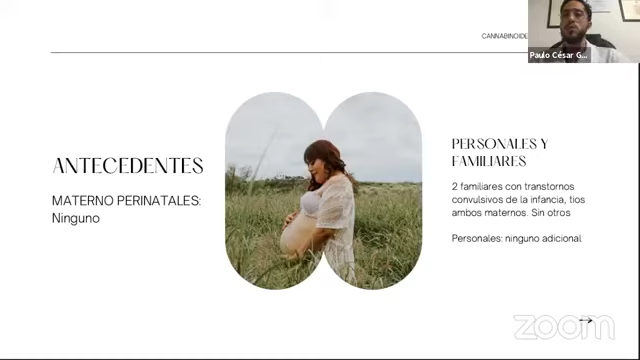 CANNABINOIDE
Paulo César G...
ANTECEDENTES
MATERNO PERINATALES:
Ninguno
PERSONALES Y
FAMILIARES
2 familiares con transtornos
convulsivos de la infancia, tios
ambos maternos. Sin otros
Personales: ninguno adicional
zoom